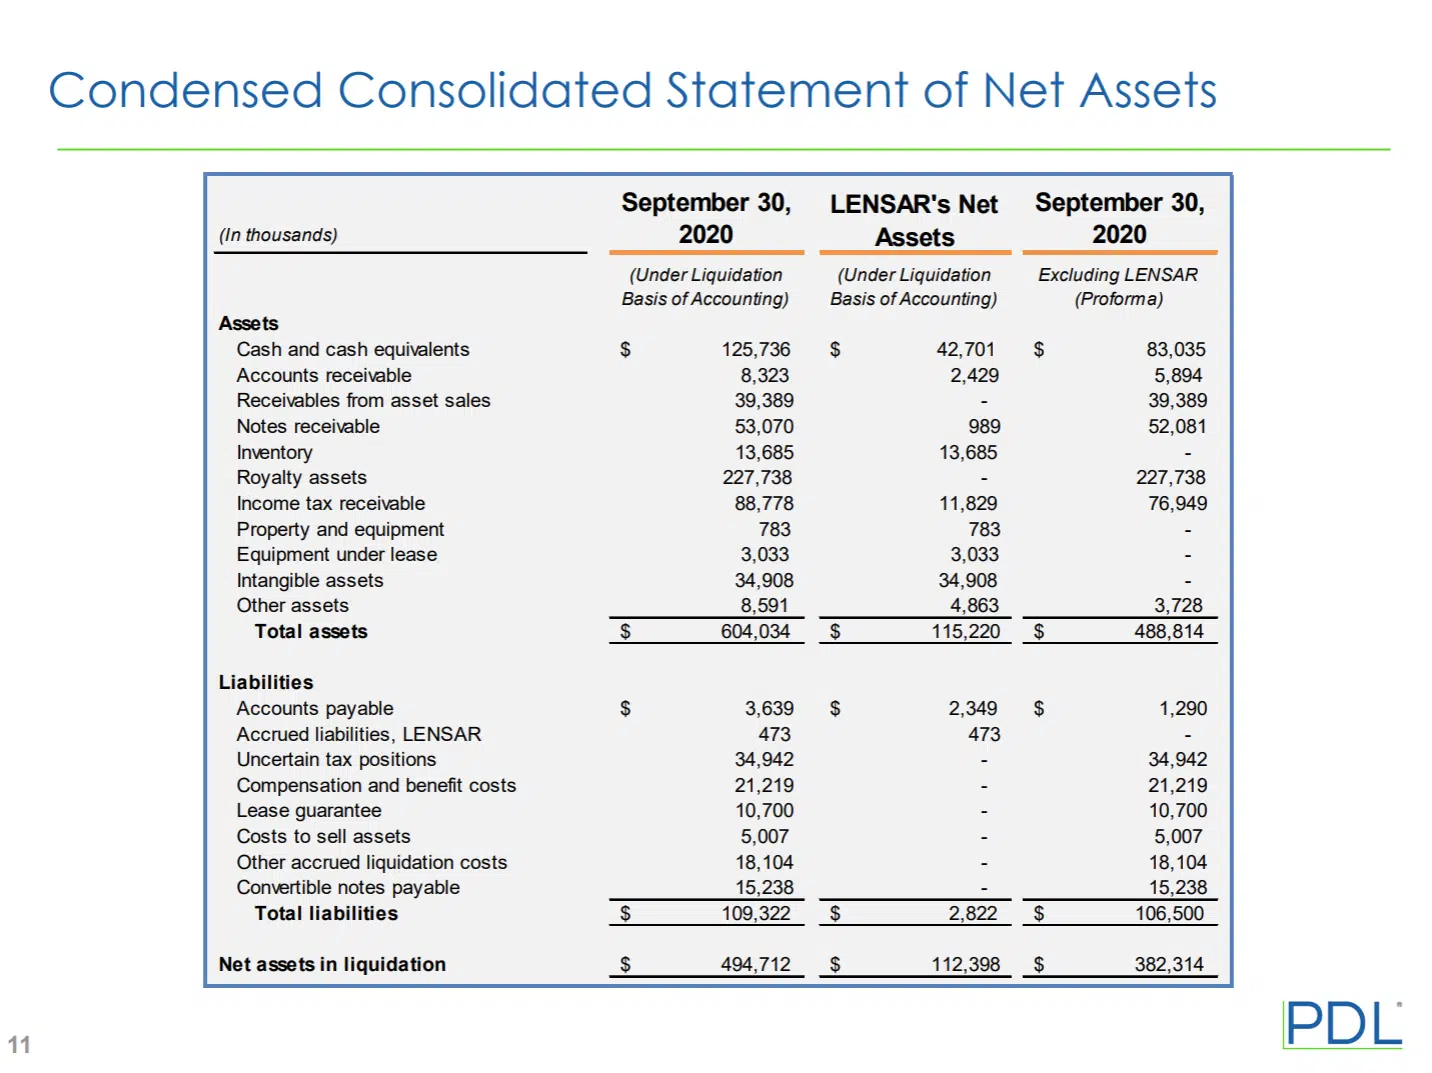 Condensed Consolidated Statement of Net Assets
(In thousands) September 30, 2020 LENSAR's Net Assets September 30, 2020
(Under Liquidation Basis of Accounting) (Under Liquidation Basis of Accounting) Excluding LENSAR (Proforma)
Assets
Cash and cash equivalents $ 125,736 $ 42,701 $ 83,035
Accounts receivable 8,323 2,429 5,894
Receivables from asset sales 39,389 - 39,389
Notes receivable 53,070 989 52,081
Inventory 13,685 13,685 -
Royalty assets 227,738 - 227,738
Income tax receivable 88,778 11,829 76,949
Property and equipment 783 783 -
Equipment under lease 3,033 3,033 -
Intangible assets 34,908 34,908 -
Other assets 8,591 4,863 3,728
Total assets $ 604,034 $ 115,220 $ 488,814
Liabilities
Accounts payable $ 3,639 $ 2,349 $ 1,290
Accrued liabilities, LENSAR 473 473 -
Uncertain tax positions 34,942 - 34,942
Compensation and benefit costs 21,219 - 21,219
Lease guarantee 10,700 - 10,700
Costs to sell assets 5,007 - 5,007
Other accrued liquidation costs 18,104 - 18,104
Convertible notes payable 15,238 - 15,238
Total liabilities $ 109,322 $ 2,822 $ 106,500
Net assets in liquidation $ 494,712 $ 112,398 $ 382,314
11
PDL®